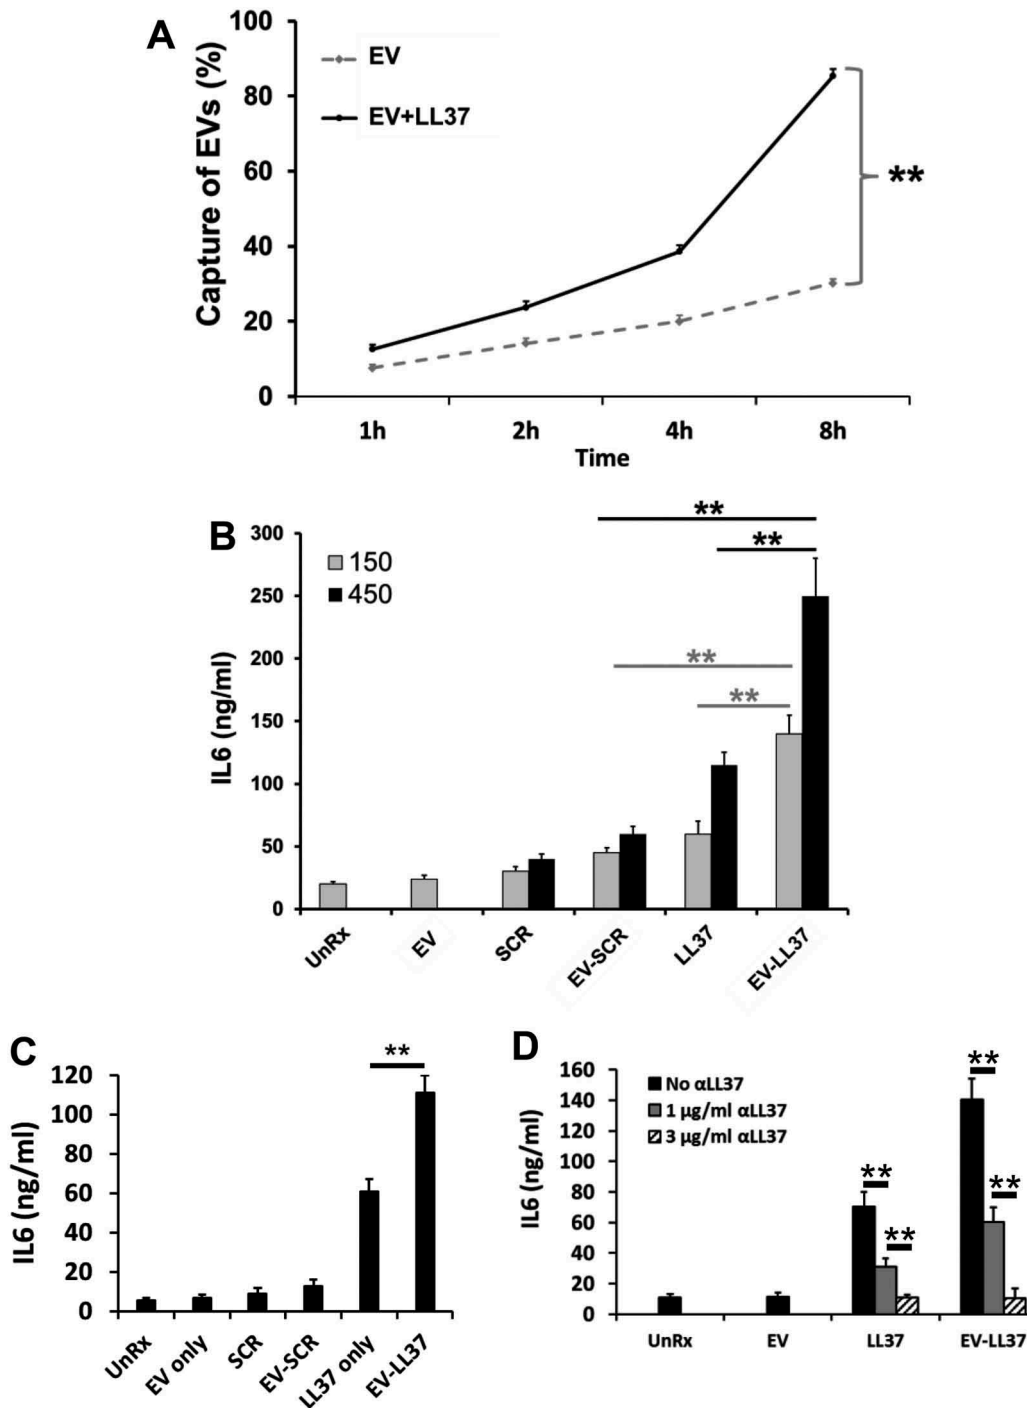 A
Capture of EVs (%)
100
80
60
40
20
0
EV
EV+LL37
**
1h 2h 4h 8h
Time
B
IL6 (ng/ml)
300
250
200
150
100
50
0
150
450
**
**
**
**
UnRx EV SCR EV-SCR LL37 EV-LL37
C
IL6 (ng/ml)
120
100
80
60
40
20
0
**
UnRx EV only SCR EV-SCR LL37 only EV-LL37
D
IL6 (ng/ml)
160
140
120
100
80
60
40
20
0
No αLL37
1 µg/ml αLL37
3 µg/ml αLL37
**
**
**
**
UnRx EV LL37 EV-LL37